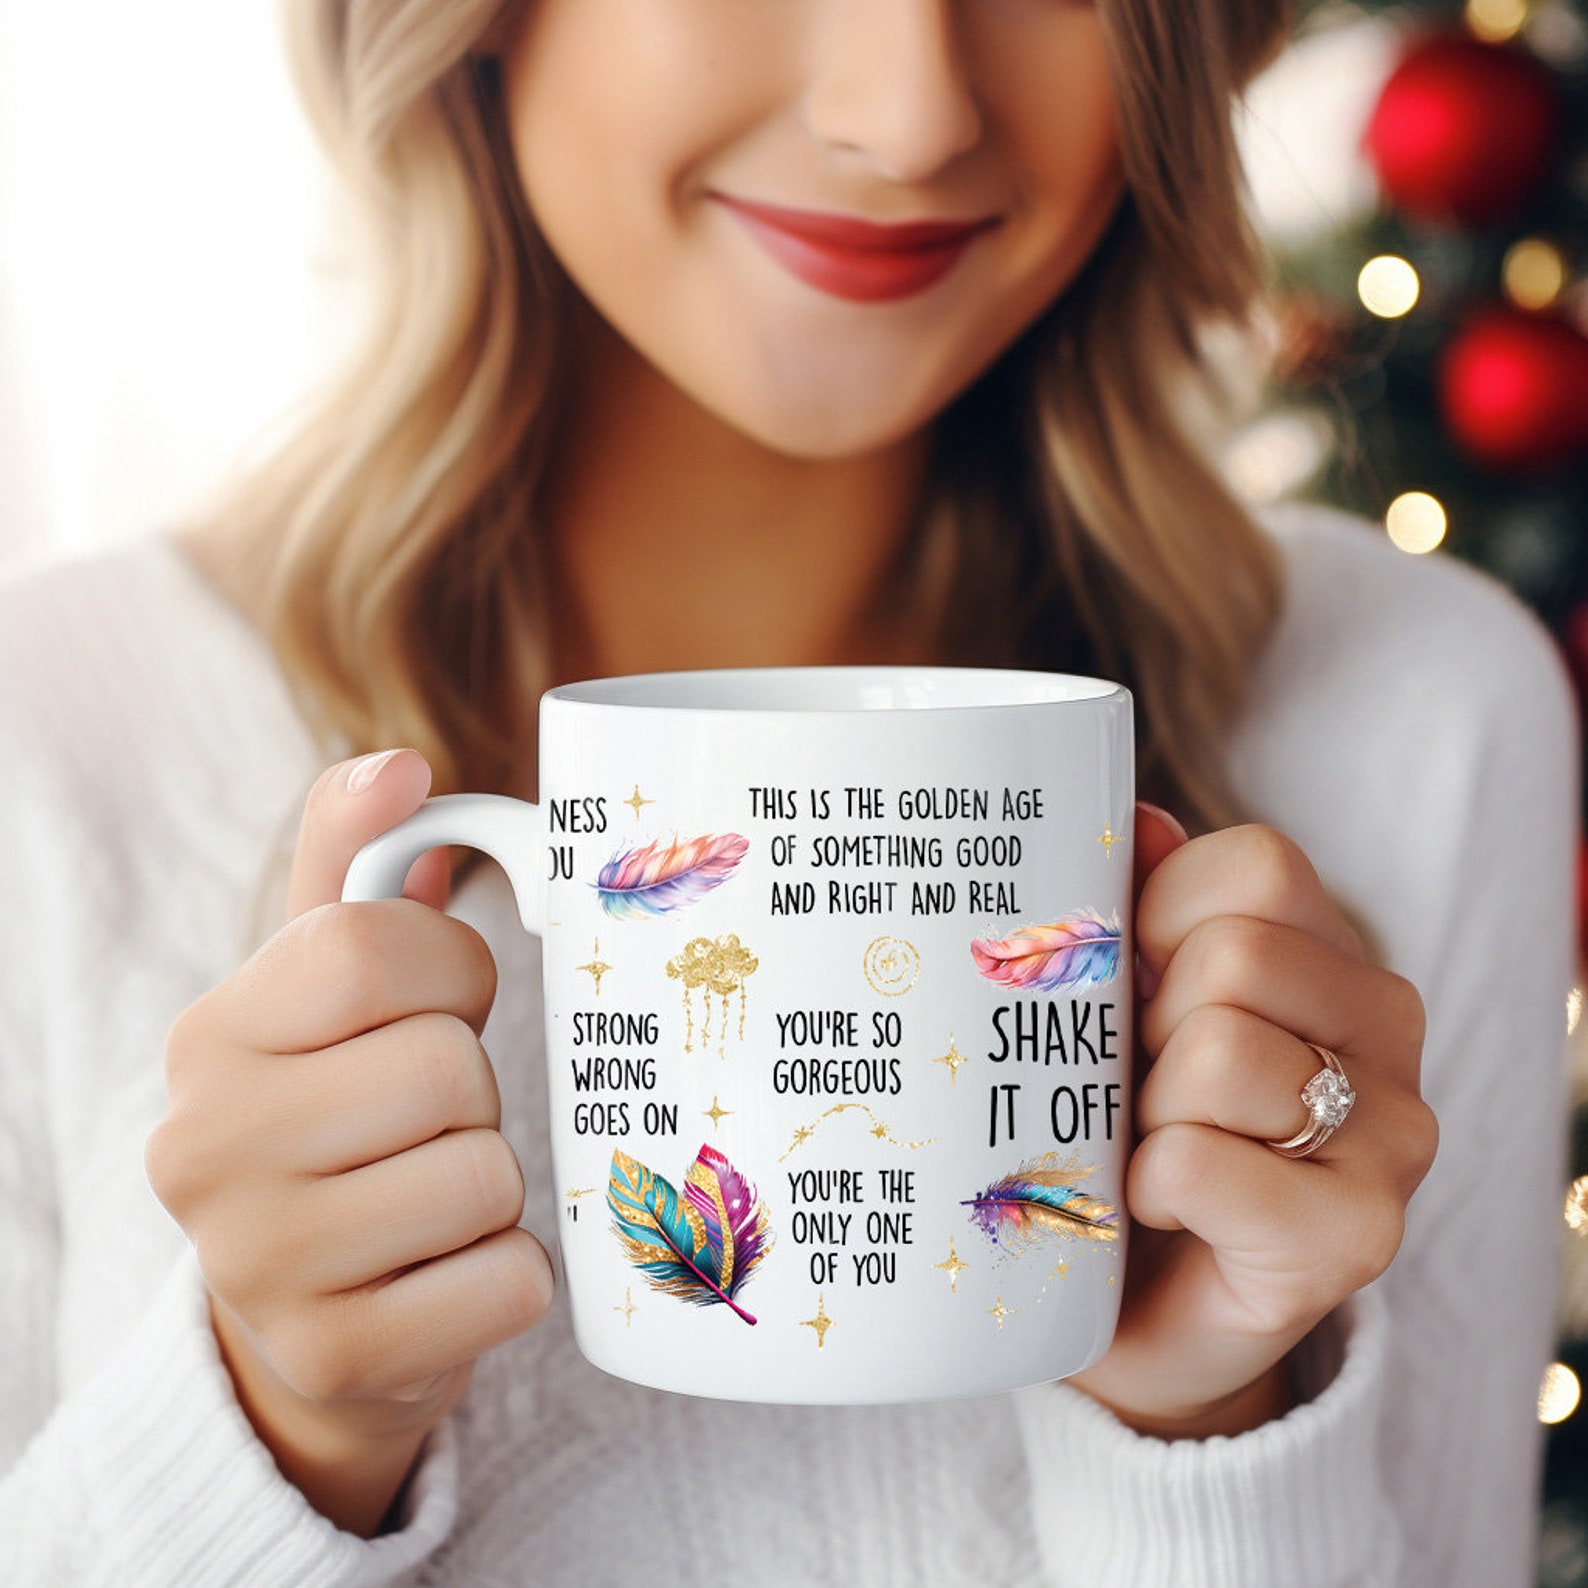 NESS
OU
THIS IS THE GOLDEN AGE
OF SOMETHING GOOD
AND RIGHT AND REAL
STRONG
WRONG
GOES ON
YOU'RE SO
GORGEOUS
SHAKE
IT OFF
YOU'RE THE
ONLY ONE
OF YOU